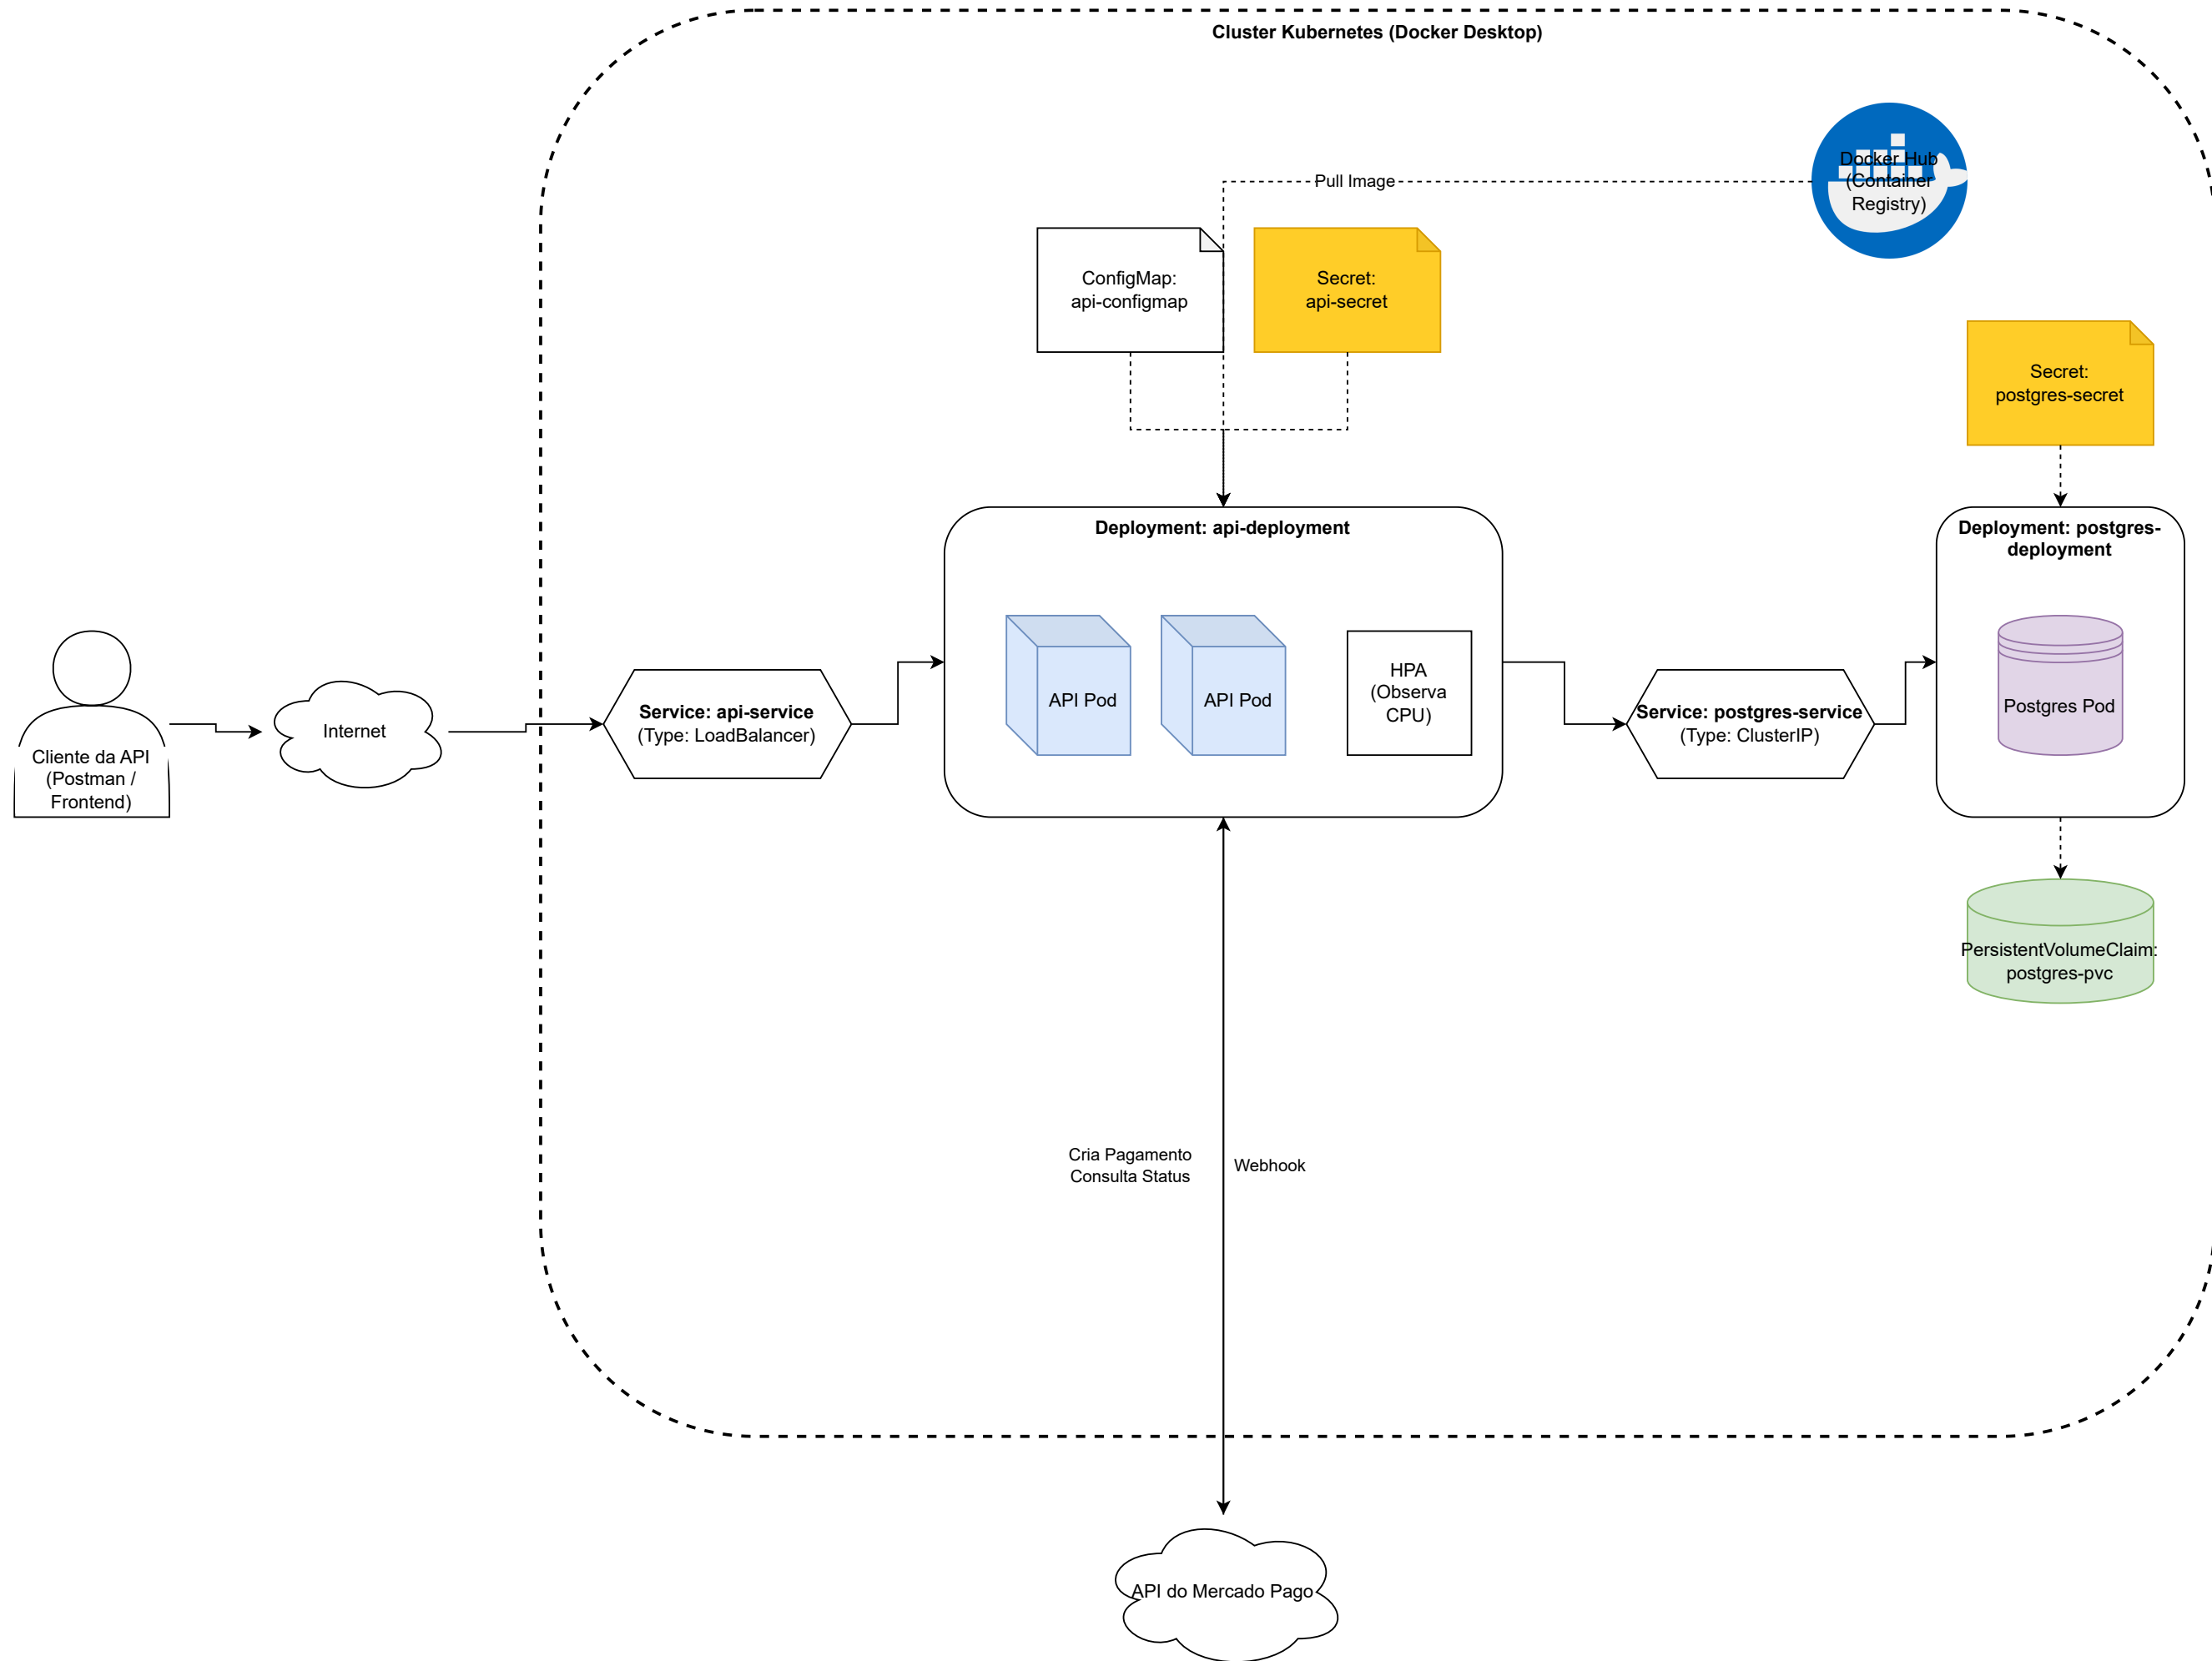 Cluster Kubernetes (Docker Desktop)
Docker Hub
(Container
Registry)
Pull Image
ConfigMap:
api-configmap
Secret:
api-secret
Secret:
postgres-secret
Deployment: api-deployment
Deployment: postgres-
deployment
API Pod
API Pod
HPA
(Observa
CPU)
Postgres Pod
Cliente da API
(Postman /
Frontend)
Internet
Service: api-service
(Type: LoadBalancer)
Service: postgres-service
(Type: ClusterIP)
PersistentVolumeClaim:
postgres-pvc
Cria Pagamento
Consulta Status
Webhook
API do Mercado Pago